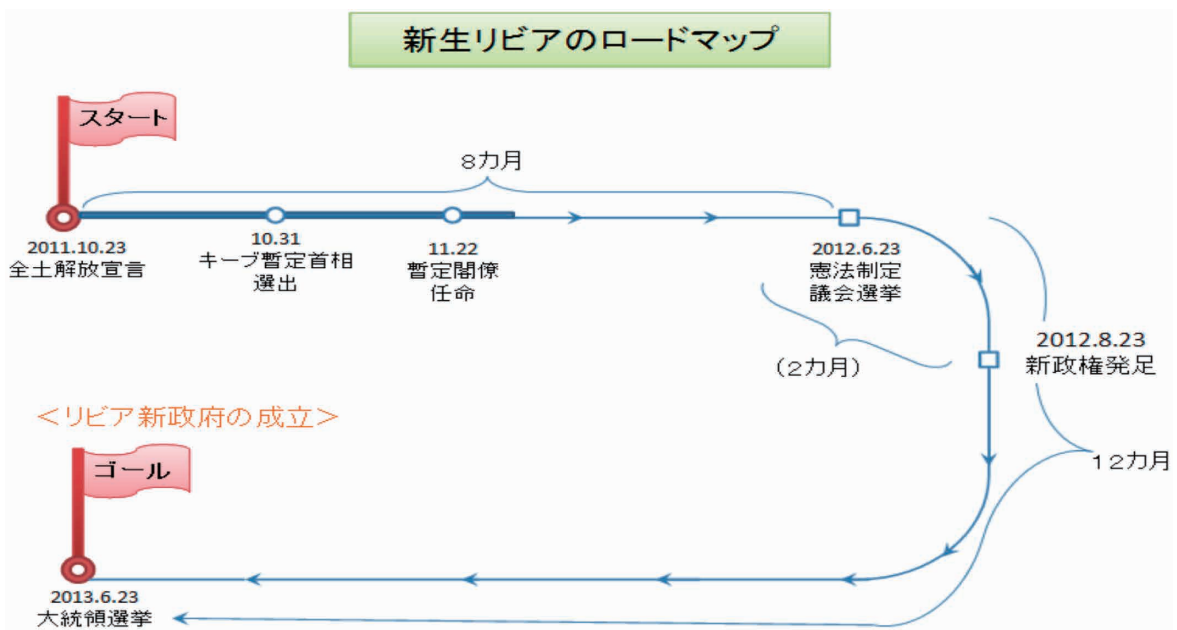 新生リビアのロードマップ
スタート
8カ月
2011.10.23
全土解放宣言
10.31
キーブ暫定首相
選出
11.22
暫定閣僚
任命
2012.6.23
憲法制定
議会選挙
(2カ月)
2012.8.23
新政権発足
12カ月
<リビア新政府の成立>
ゴール
2013.6.23
大統領選挙